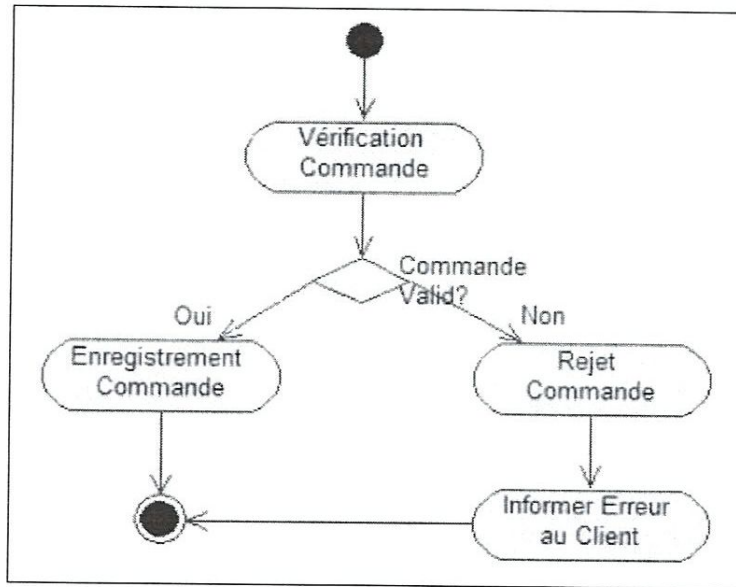 Vérification
Commande
Commande
Valid?
Oui
Non
Enregistrement
Commande
Rejet
Commande
Informer Erreur
au Client